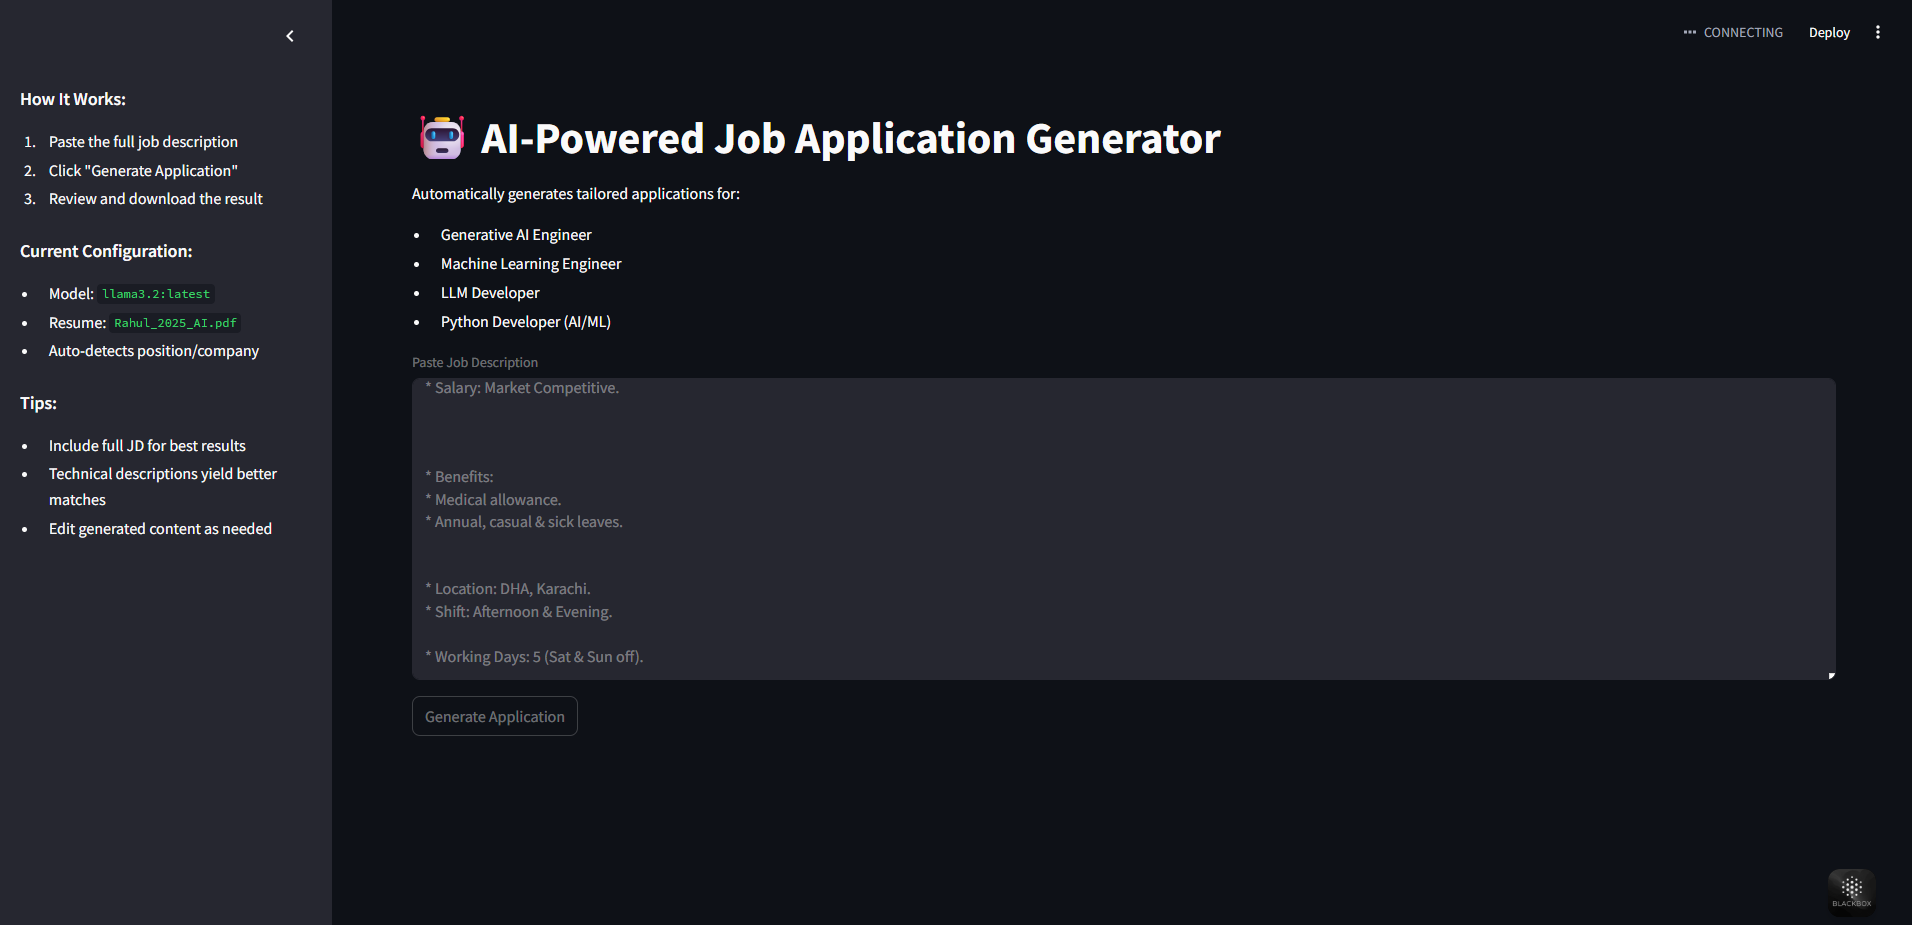 How It Works:
1. Paste the full job description
2. Click "Generate Application"
3. Review and download the result
Current Configuration:
• Model: llama3.2:latest
• Resume: Rahul_2025_AI.pdf
• Auto-detects position/company
Tips:
• Include full JD for best results
• Technical descriptions yield better
matches
• Edit generated content as needed
CONNECTING
Deploy
AI-Powered Job Application Generator
Automatically generates tailored applications for:
• Generative AI Engineer
• Machine Learning Engineer
• LLM Developer
• Python Developer (AI/ML)
Paste Job Description
* Salary: Market Competitive.
* Benefits:
* Medical allowance.
* Annual, casual & sick leaves.
* Location: DHA, Karachi.
* Shift: Afternoon & Evening.
* Working Days: 5 (Sat & Sun off).
Generate Application
BLACKBOX